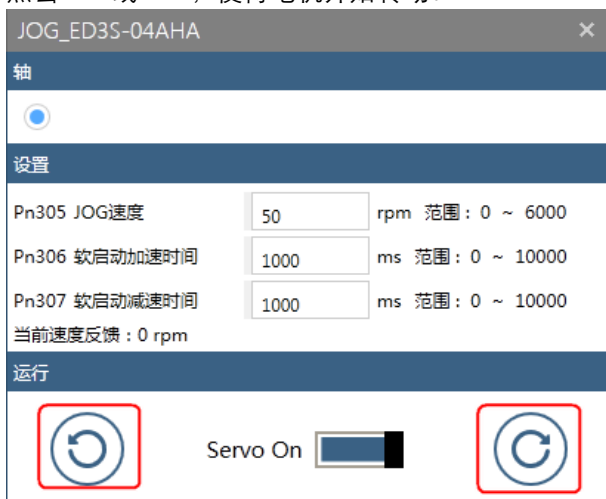 JOG_ED3S-04AHA ×
轴
设置
Pn305 JOG速度 50 rpm 范围：0 ~ 6000
Pn306 软启动加速时间 1000 ms 范围：0 ~ 10000
Pn307 软启动减速时间 1000 ms 范围：0 ~ 10000
当前速度反馈：0 rpm
运行
Servo On